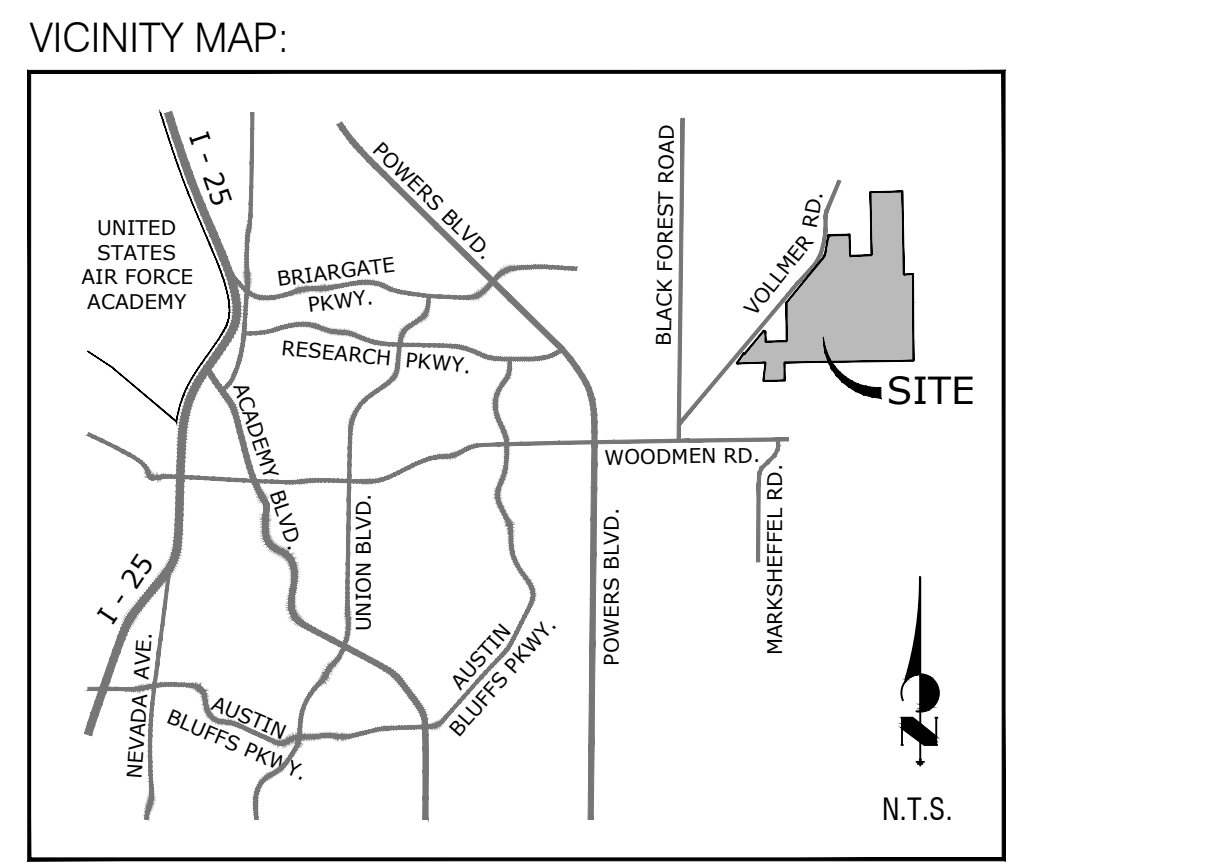 VICINITY MAP:
I - 25
POWERS BLVD.
BLACK FOREST ROAD
VOLLMER RD.
UNITED
STATES
AIR FORCE
ACADEMY
BRIARGATE
PKWY.
RESEARCH PKWY.
SITE
ACADEMY BLVD.
WOODMEN RD.
MARKSHEFFEL RD.
UNION BLVD.
POWERS BLVD.
I - 25
NEVADA AVE.
AUSTIN
BLUFFS PKWY.
AUSTIN
BLUFFS PKWY.
N
N.T.S.